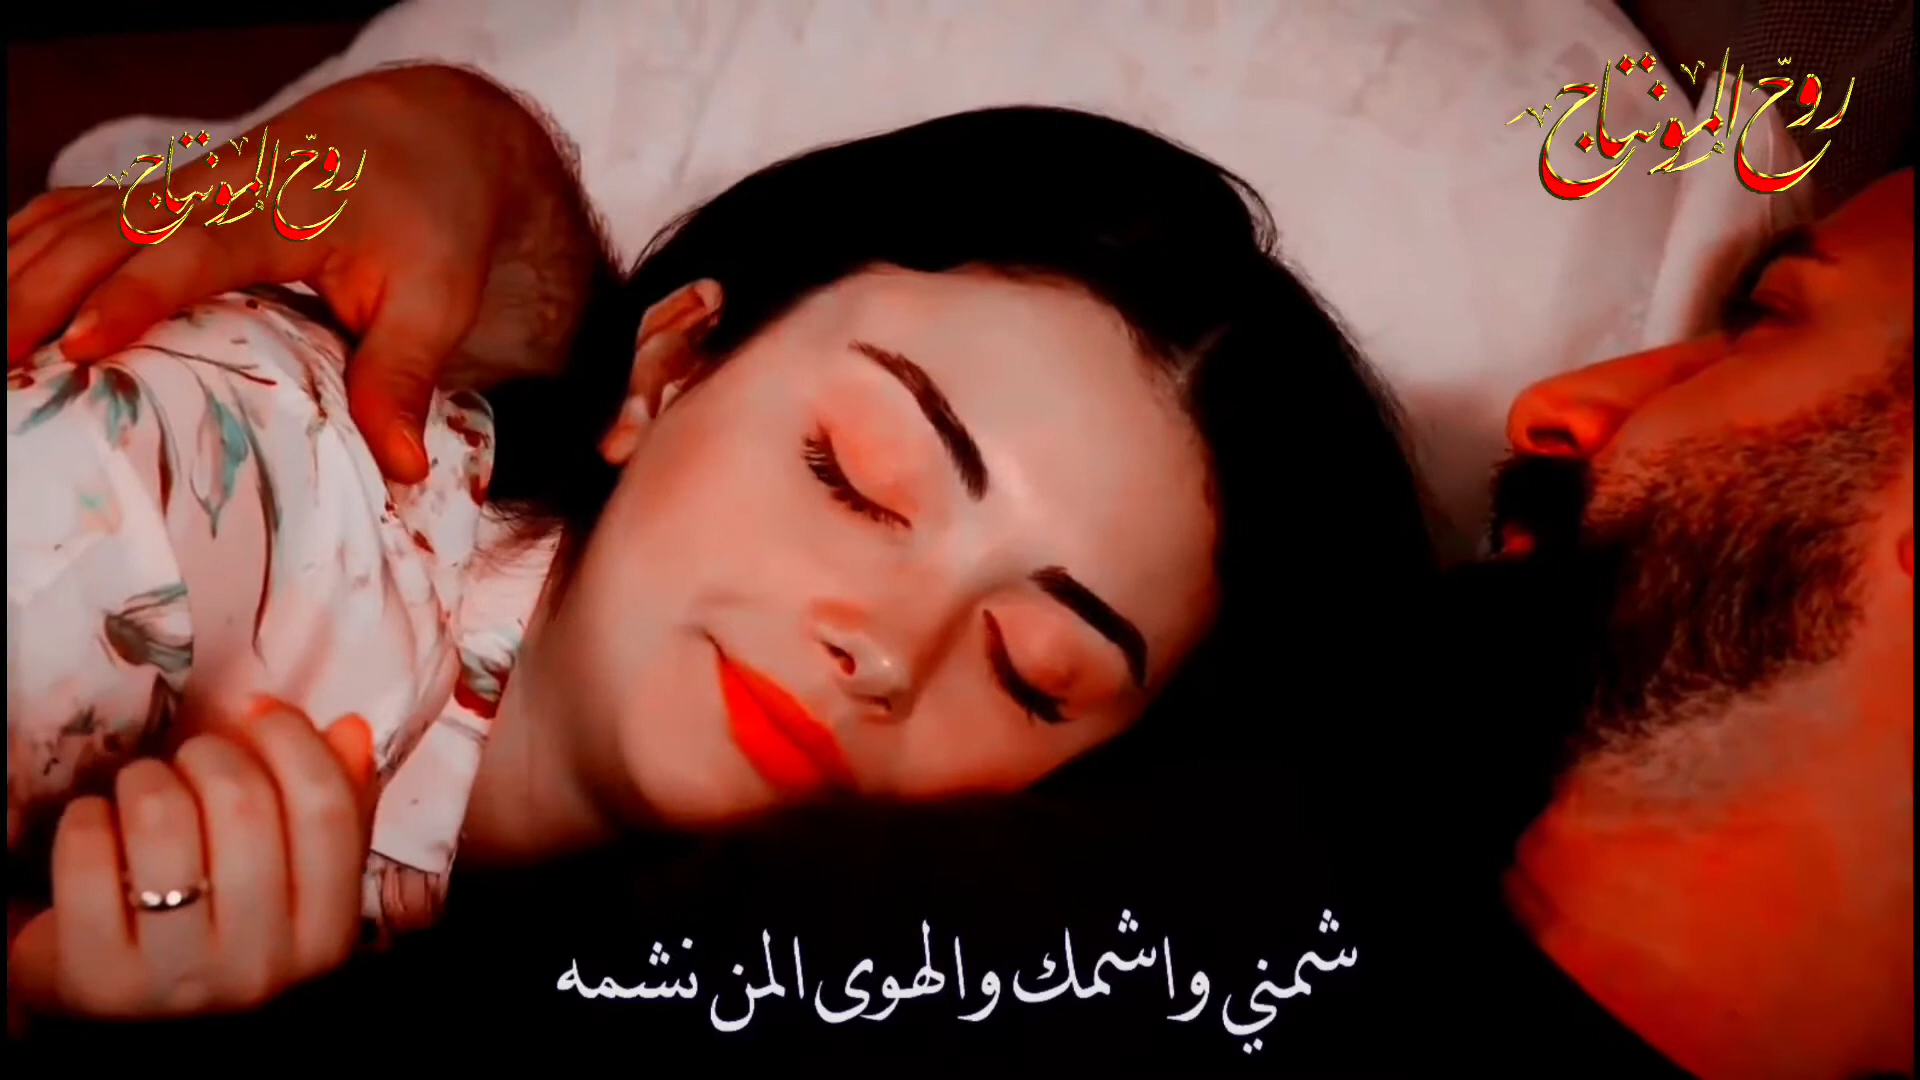 روح المونتاج
روحّ المونتاج
شمني واشمك والهوى المن نشمه